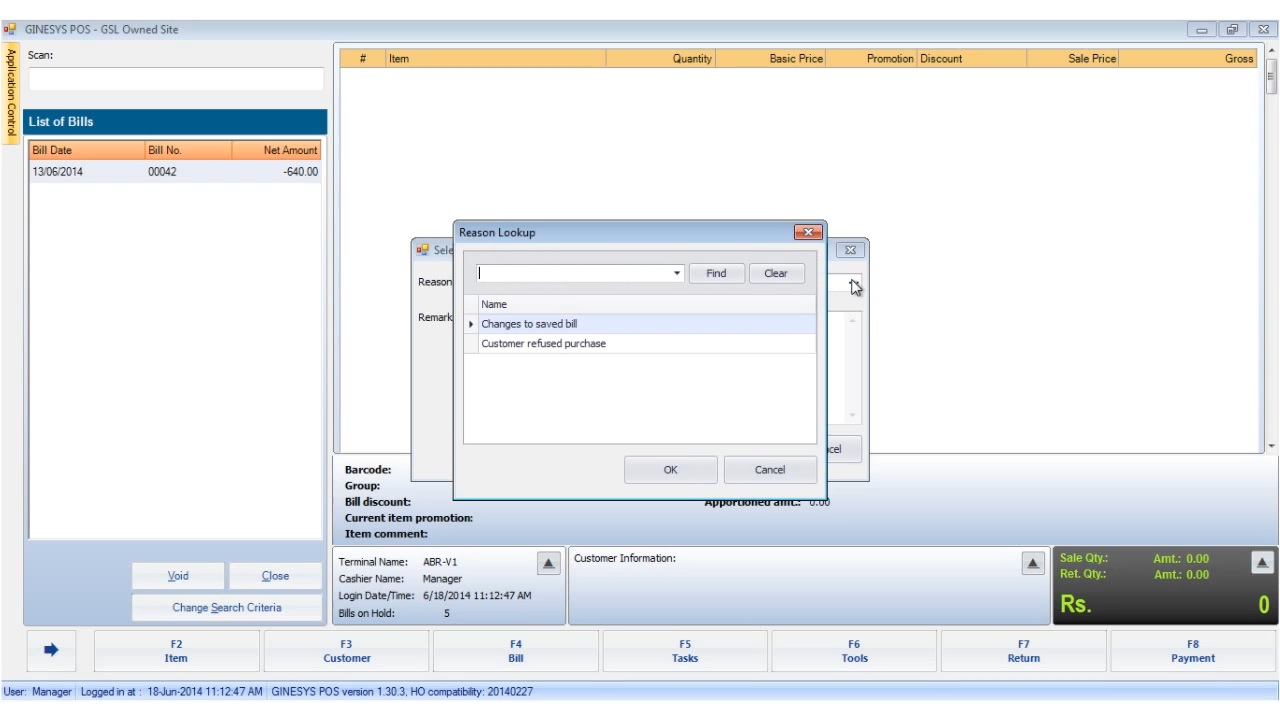 GINESYS POS - GSL Owned Site
Application Control
Scan:
# Item Quantity Basic Price Promotion Discount Sale Price Gross
List of Bills
Bill Date Bill No. Net Amount
13/06/2014 00042 -640.00
Reason Lookup
Sele
Reason
Find Clear
Remark
Name
Changes to saved bill
Customer refused purchase
OK Cancel
ncel
Barcode:
Group:
Bill discount: Apportioned amt.: 0.00
Current item promotion:
Item comment:
Void Close
Change Search Criteria
Terminal Name: ABR-V1
Cashier Name: Manager
Login Date/Time: 6/18/2014 11:12:47 AM
Bills on Hold: 5
Customer Information:
Sale Qty.: Amt.: 0.00
Ret. Qty.: Amt.: 0.00
Rs. 0
F2 F3 F4 F5 F6 F7 F8
Item Customer Bill Tasks Tools Return Payment
User: Manager Logged in at : 18-Jun-2014 11:12:47 AM GINESYS POS version 1.30.3, HO compatibility: 20140227